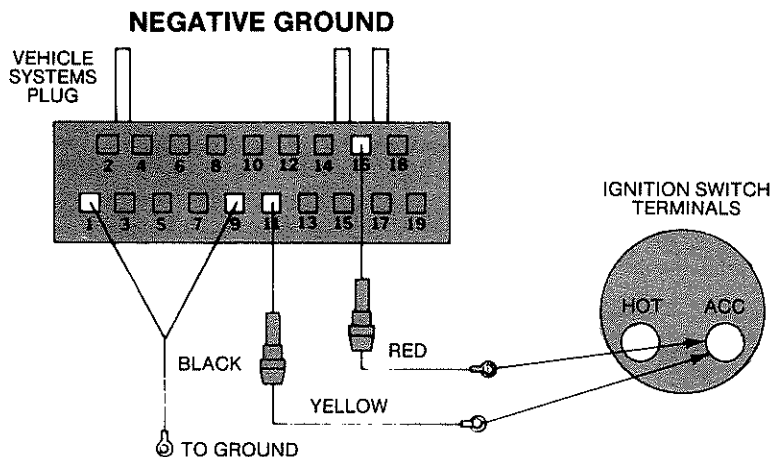 NEGATIVE GROUND
VEHICLE
SYSTEMS
PLUG
2 4 6 8 10 12 14 16 18
1 3 5 7 9 11 13 15 17 19
IGNITION SWITCH
TERMINALS
HOT ACC
RED
BLACK
YELLOW
TO GROUND